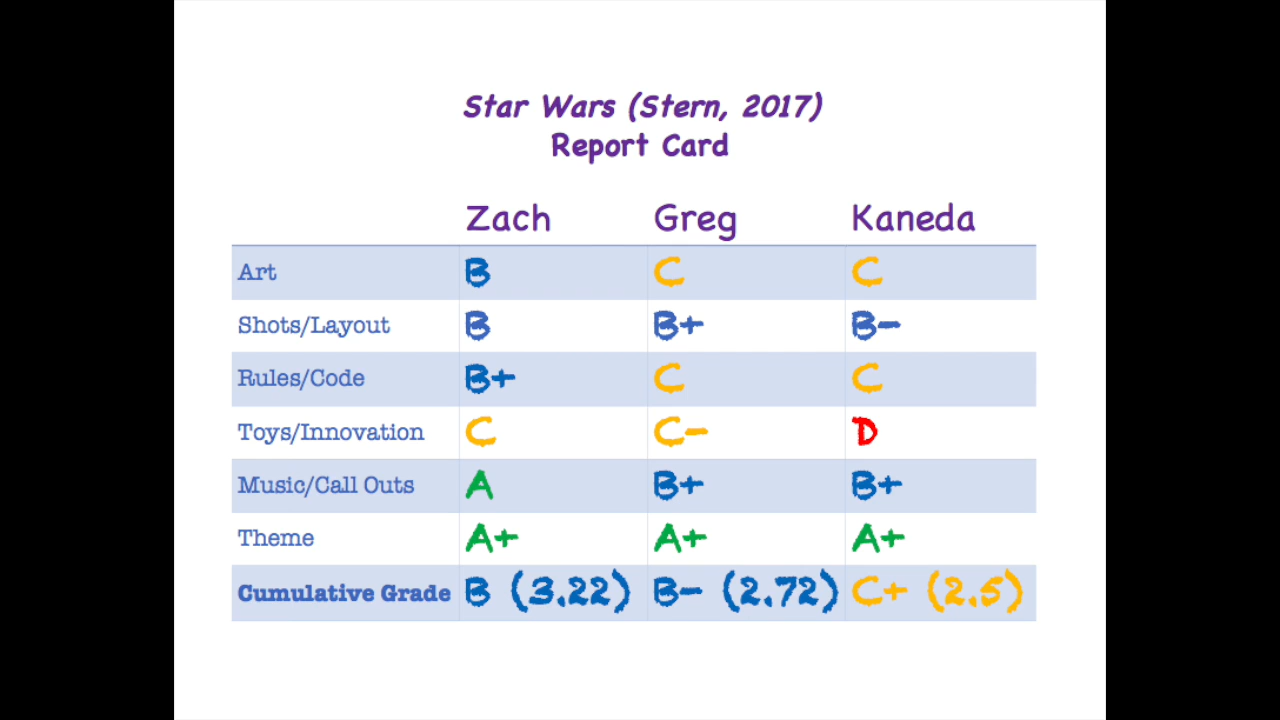 Star Wars (Stern, 2017)
Report Card
Zach Greg Kaneda
Art B C C
Shots/Layout B B+ B-
Rules/Code B+ C C
Toys/Innovation C C- D
Music/Call Outs A B+ B+
Theme A+ A+ A+
Cumulative Grade B (3.22) B- (2.72) C+ (2.5)